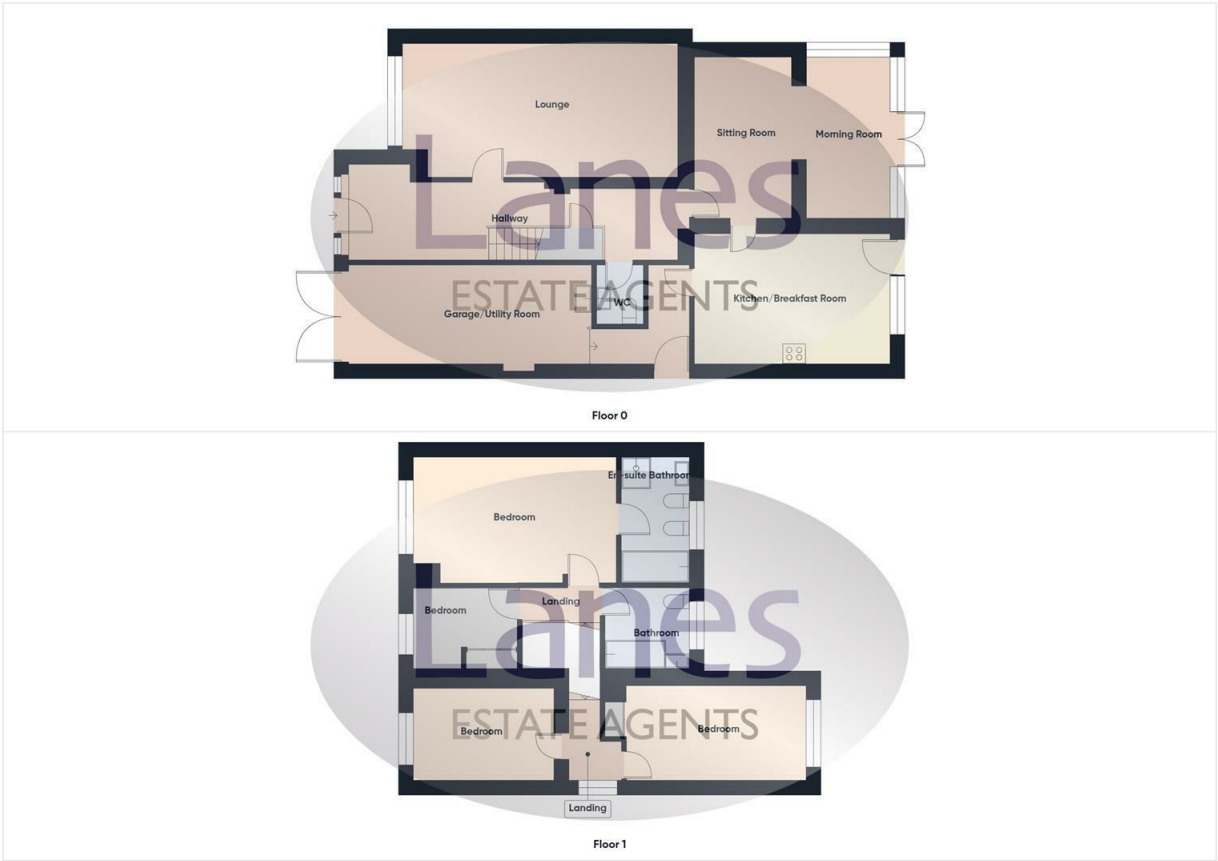 Lounge
Sitting Room
Morning Room
Hallway
Lanes
ESTATE AGENTS
WC
Kitchen/Breakfast Room
Garage/Utility Room
Floor 0
En-suite Bathroom
Bedroom
Landing
Bedroom
Bathroom
Lanes
ESTATE AGENTS
Bedroom
Bedroom
Landing
Floor 1